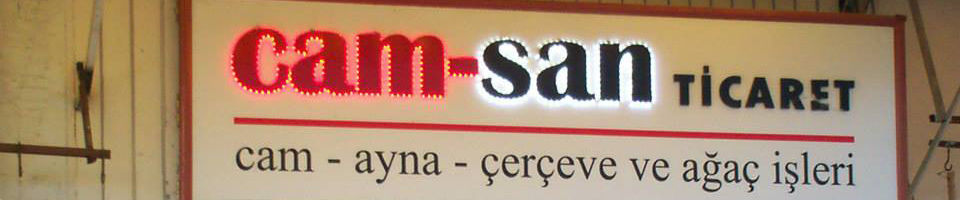 cam-san TİCARET
cam - ayna - çerçeve ve ağaç işleri